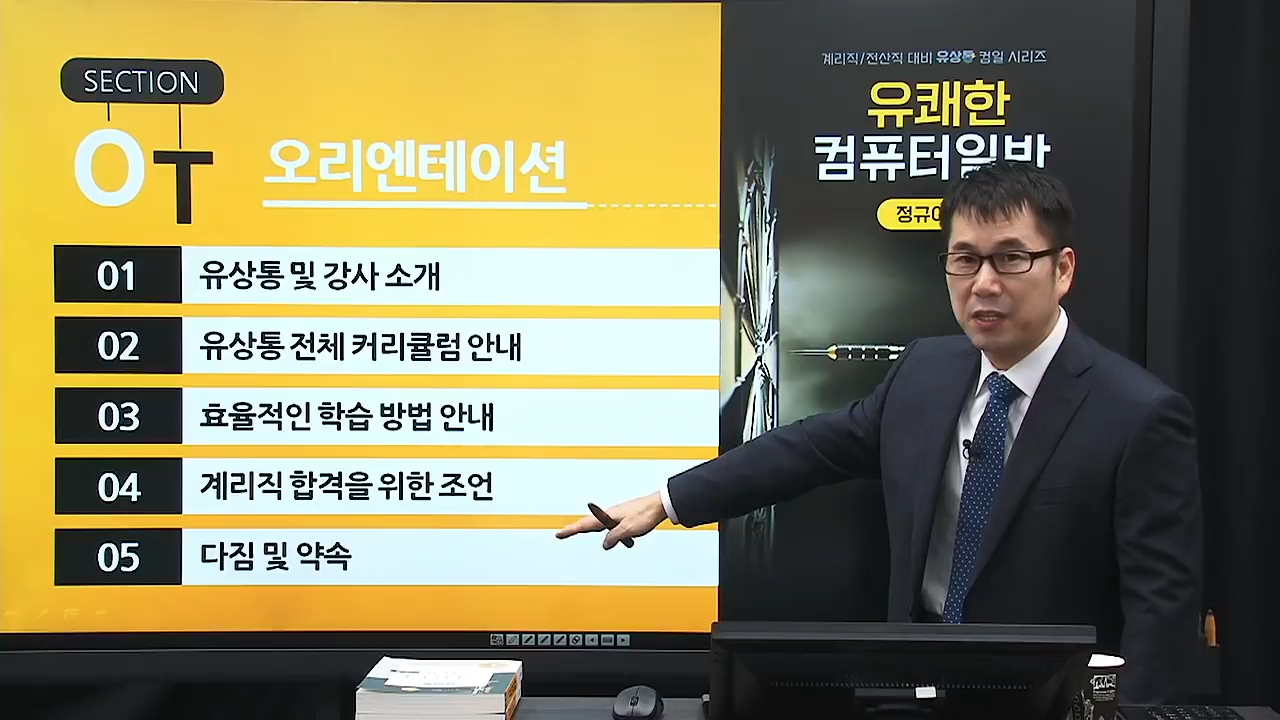 SECTION
OT 오리엔테이션
01 유상통 및 강사 소개
02 유상통 전체 커리큘럼 안내
03 효율적인 학습 방법 안내
04 계리직 합격을 위한 조언
05 다짐 및 약속
계리직/전산직 대비 유상통 컴일 시리즈
유쾌한
컴퓨터일반